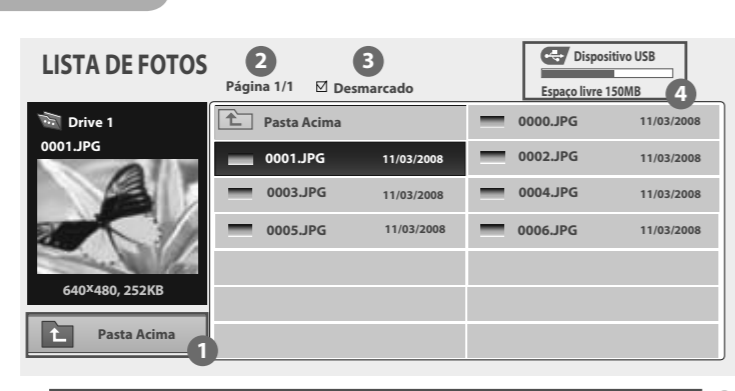 LISTA DE FOTOS
2
3
Página 1/1
☑ Desmarcado
Dispositivo USB
Espaço livre 150MB
4
Drive 1
0001.JPG
640x480, 252KB
Pasta Acima
1
Pasta Acima
0000.JPG 11/03/2008
0001.JPG 11/03/2008
0002.JPG 11/03/2008
0003.JPG 11/03/2008
0004.JPG 11/03/2008
0005.JPG 11/03/2008
0006.JPG 11/03/2008